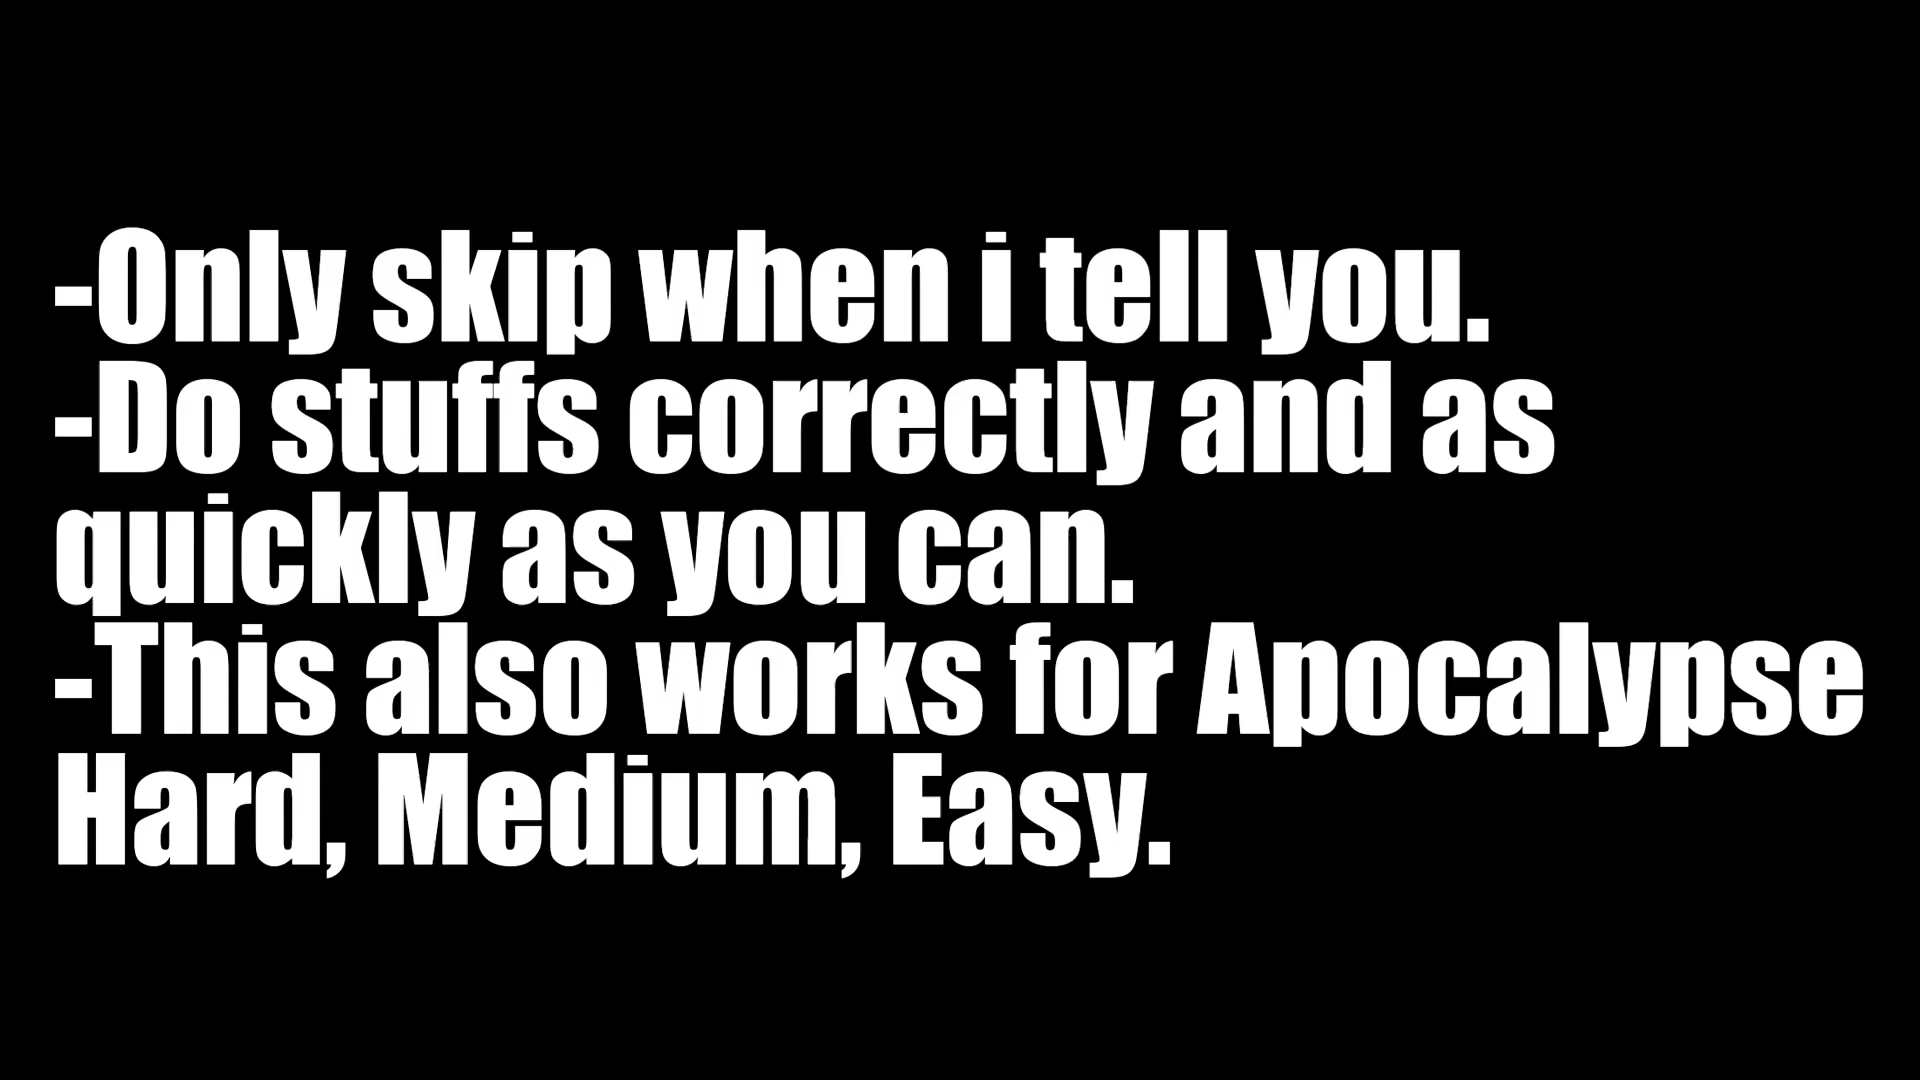 -Only skip when i tell you.
-Do stuffs correctly and as
quickly as you can.
-This also works for Apocalypse
Hard, Medium, Easy.